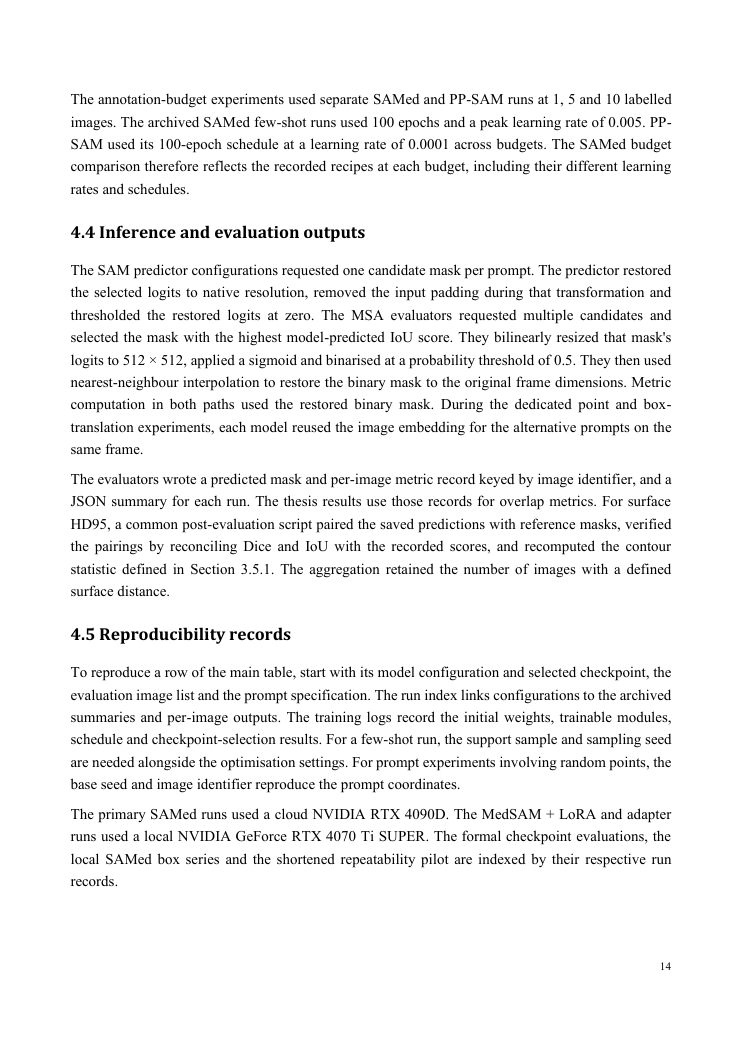 The annotation-budget experiments used separate SAMed and PP-SAM runs at 1, 5 and 10 labelled
images. The archived SAMed few-shot runs used 100 epochs and a peak learning rate of 0.005. PP-
SAM used its 100-epoch schedule at a learning rate of 0.0001 across budgets. The SAMed budget
comparison therefore reflects the recorded recipes at each budget, including their different learning
rates and schedules.
4.4 Inference and evaluation outputs
The SAM predictor configurations requested one candidate mask per prompt. The predictor restored
the selected logits to native resolution, removed the input padding during that transformation and
thresholded the restored logits at zero. The MSA evaluators requested multiple candidates and
selected the mask with the highest model-predicted IoU score. They bilinearly resized that mask's
logits to 512 × 512, applied a sigmoid and binarised at a probability threshold of 0.5. They then used
nearest-neighbour interpolation to restore the binary mask to the original frame dimensions. Metric
computation in both paths used the restored binary mask. During the dedicated point and box-
translation experiments, each model reused the image embedding for the alternative prompts on the
same frame.
The evaluators wrote a predicted mask and per-image metric record keyed by image identifier, and a
JSON summary for each run. The thesis results use those records for overlap metrics. For surface
HD95, a common post-evaluation script paired the saved predictions with reference masks, verified
the pairings by reconciling Dice and IoU with the recorded scores, and recomputed the contour
statistic defined in Section 3.5.1. The aggregation retained the number of images with a defined
surface distance.
4.5 Reproducibility records
To reproduce a row of the main table, start with its model configuration and selected checkpoint, the
evaluation image list and the prompt specification. The run index links configurations to the archived
summaries and per-image outputs. The training logs record the initial weights, trainable modules,
schedule and checkpoint-selection results. For a few-shot run, the support sample and sampling seed
are needed alongside the optimisation settings. For prompt experiments involving random points, the
base seed and image identifier reproduce the prompt coordinates.
The primary SAMed runs used a cloud NVIDIA RTX 4090D. The MedSAM + LoRA and adapter
runs used a local NVIDIA GeForce RTX 4070 Ti SUPER. The formal checkpoint evaluations, the
local SAMed box series and the shortened repeatability pilot are indexed by their respective run
records.
14